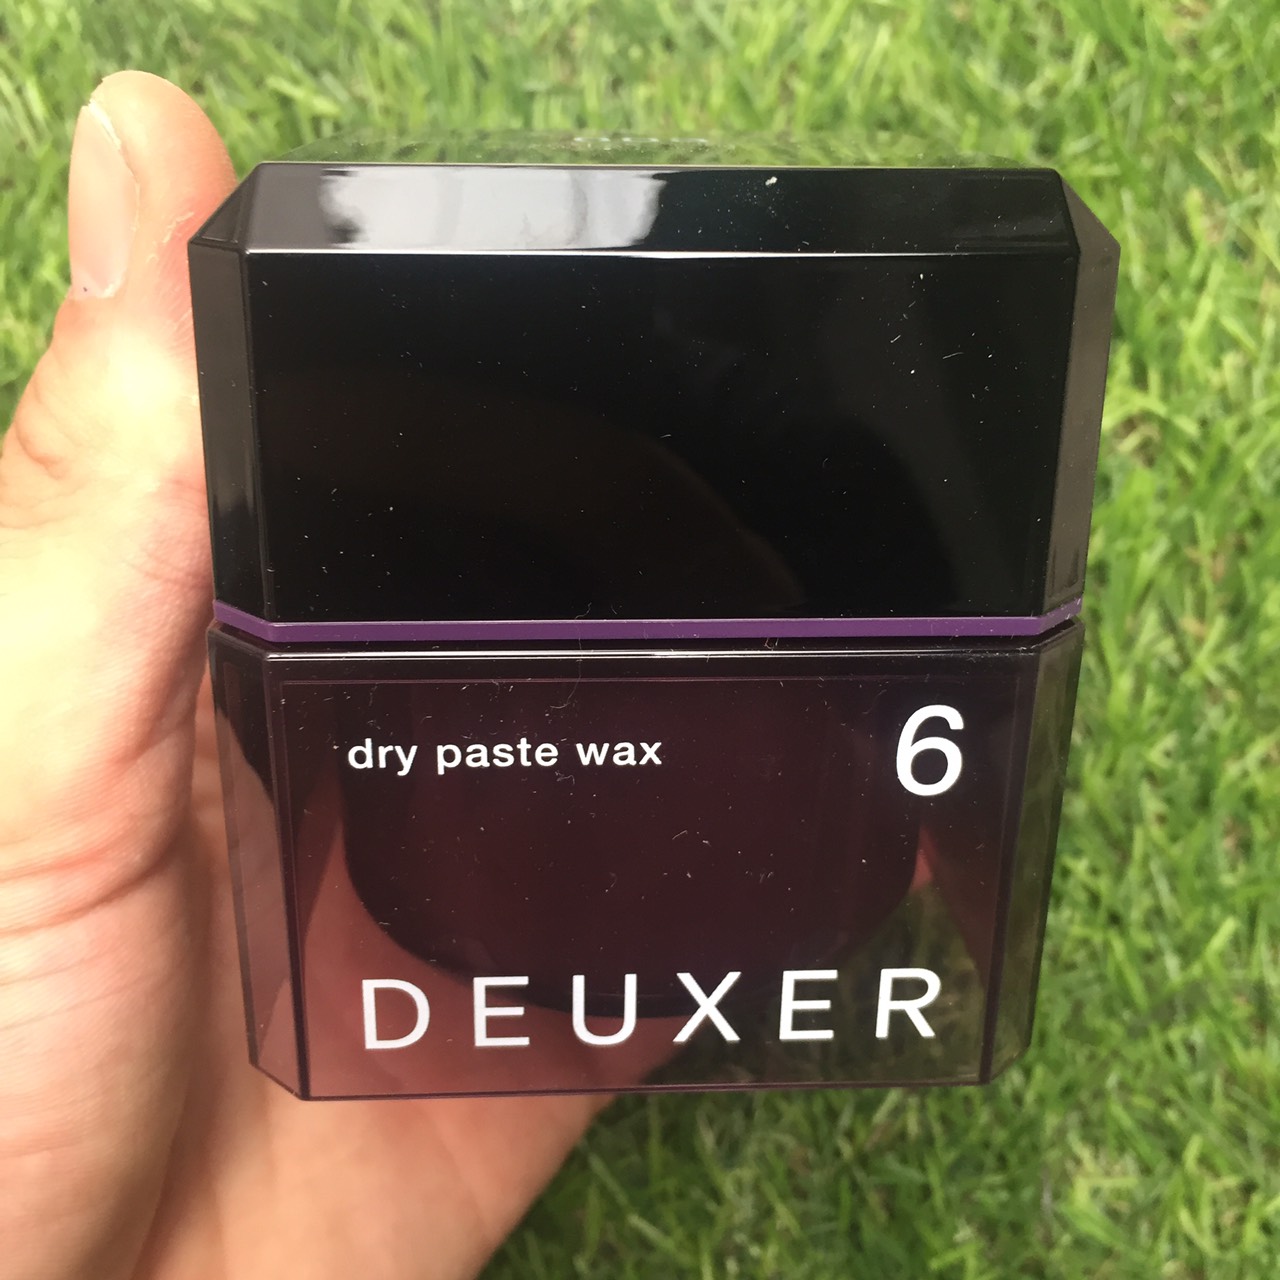 dry paste wax
6
DEUXER